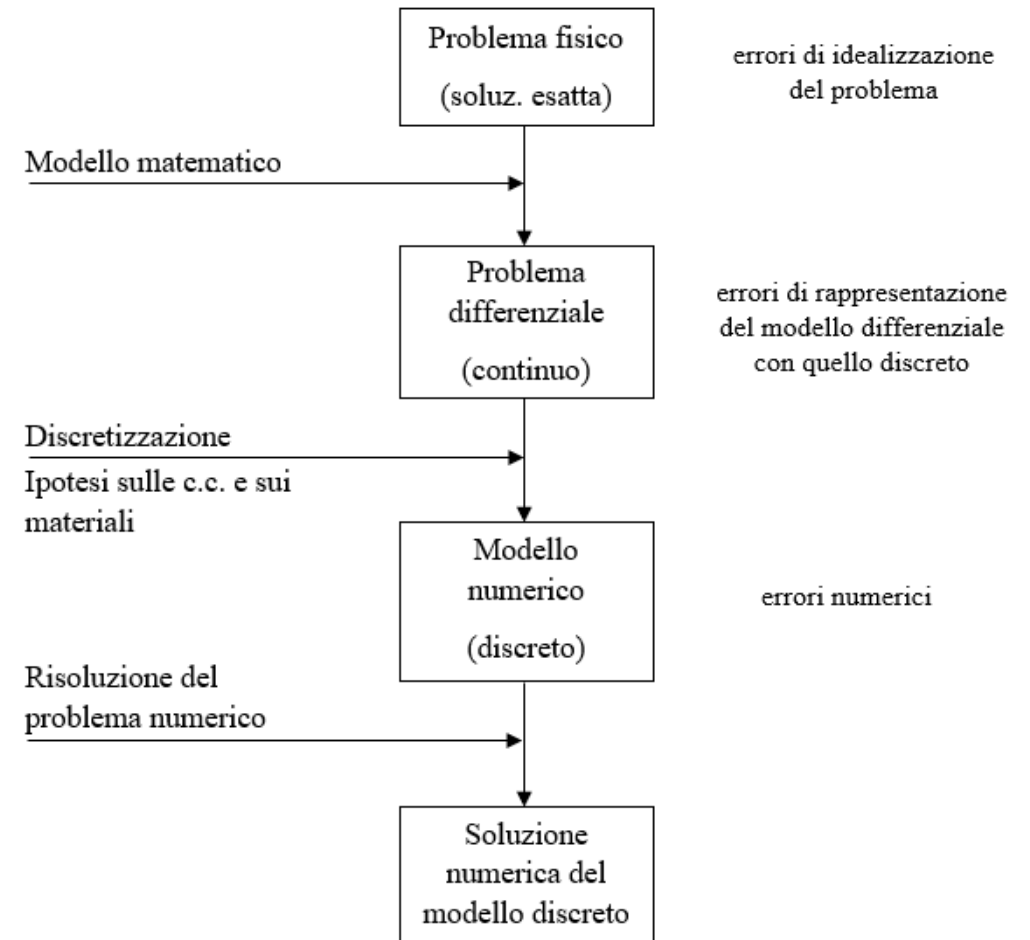 Problema fisico
(soluz. esatta)
errori di idealizzazione
del problema
Modello matematico
Problema
differenziale
(continuo)
errori di rappresentazione
del modello differenziale
con quello discreto
Discretizzazione
Ipotesi sulle c.c. e sui
materiali
Modello
numerico
(discreto)
errori numerici
Risoluzione del
problema numerico
Soluzione
numerica del
modello discreto